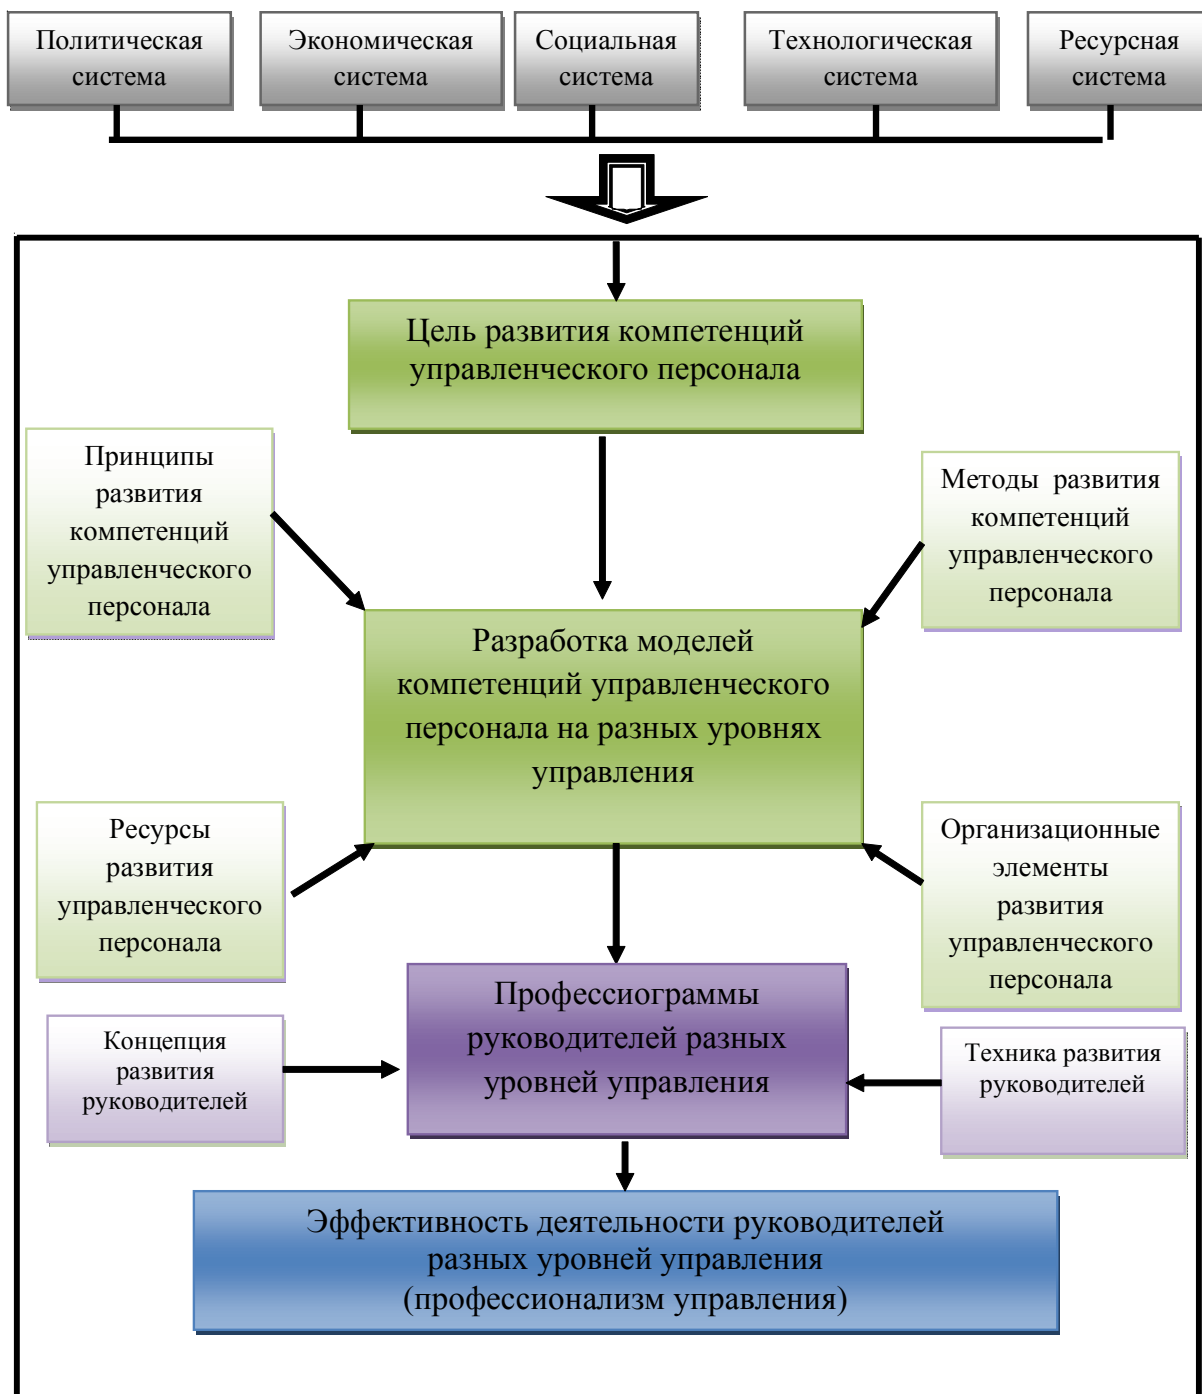 Политическая
система
Экономическая
система
Социальная
система
Технологическая
система
Ресурсная
система
Цель развития компетенций
управленческого персонала
Принципы
развития
компетенций
управленческого
персонала
Методы развития
компетенций
управленческого
персонала
Разработка моделей
компетенций управленческого
персонала на разных уровнях
управления
Ресурсы
развития
управленческого
персонала
Организационные
элементы
развития
управленческого
персонала
Профессиограммы
руководителей разных
уровней управления
Концепция
развития
руководителей
Техника развития
руководителей
Эффективность деятельности руководителей
разных уровней управления
(профессионализм управления)